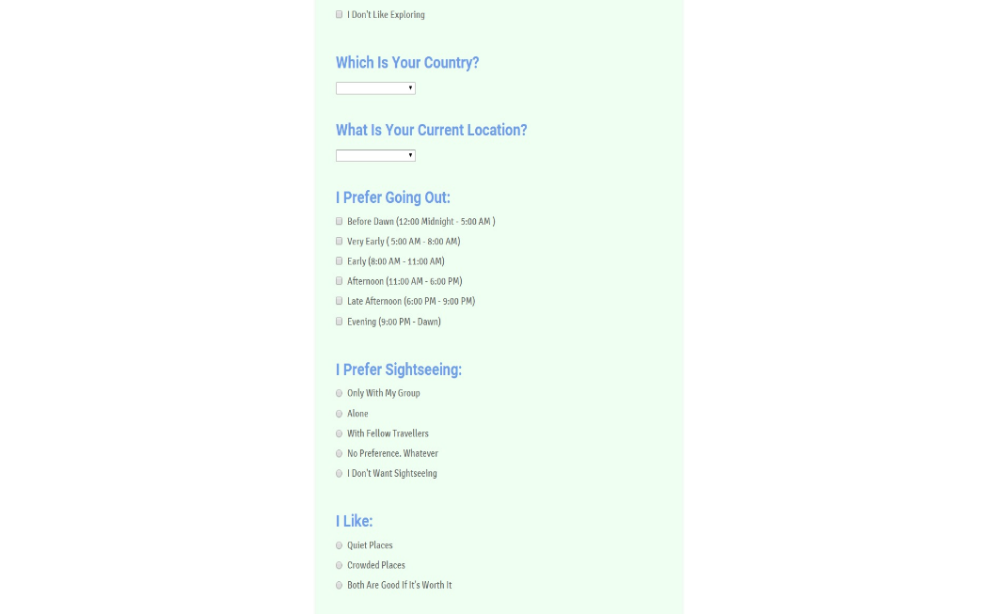 I Don't Like Exploring
Which Is Your Country?
What Is Your Current Location?
I Prefer Going Out:
Before Dawn (12:00 Midnight - 5:00 AM )
Very Early ( 5:00 AM - 8:00 AM)
Early (8:00 AM - 11:00 AM)
Afternoon (11:00 AM - 6:00 PM)
Late Afternoon (6:00 PM - 9:00 PM)
Evening (9:00 PM - Dawn)
I Prefer Sightseeing:
Only With My Group
Alone
With Fellow Travellers
No Preference. Whatever
I Don't Want Sightseeing
I Like:
Quiet Places
Crowded Places
Both Are Good If It's Worth It